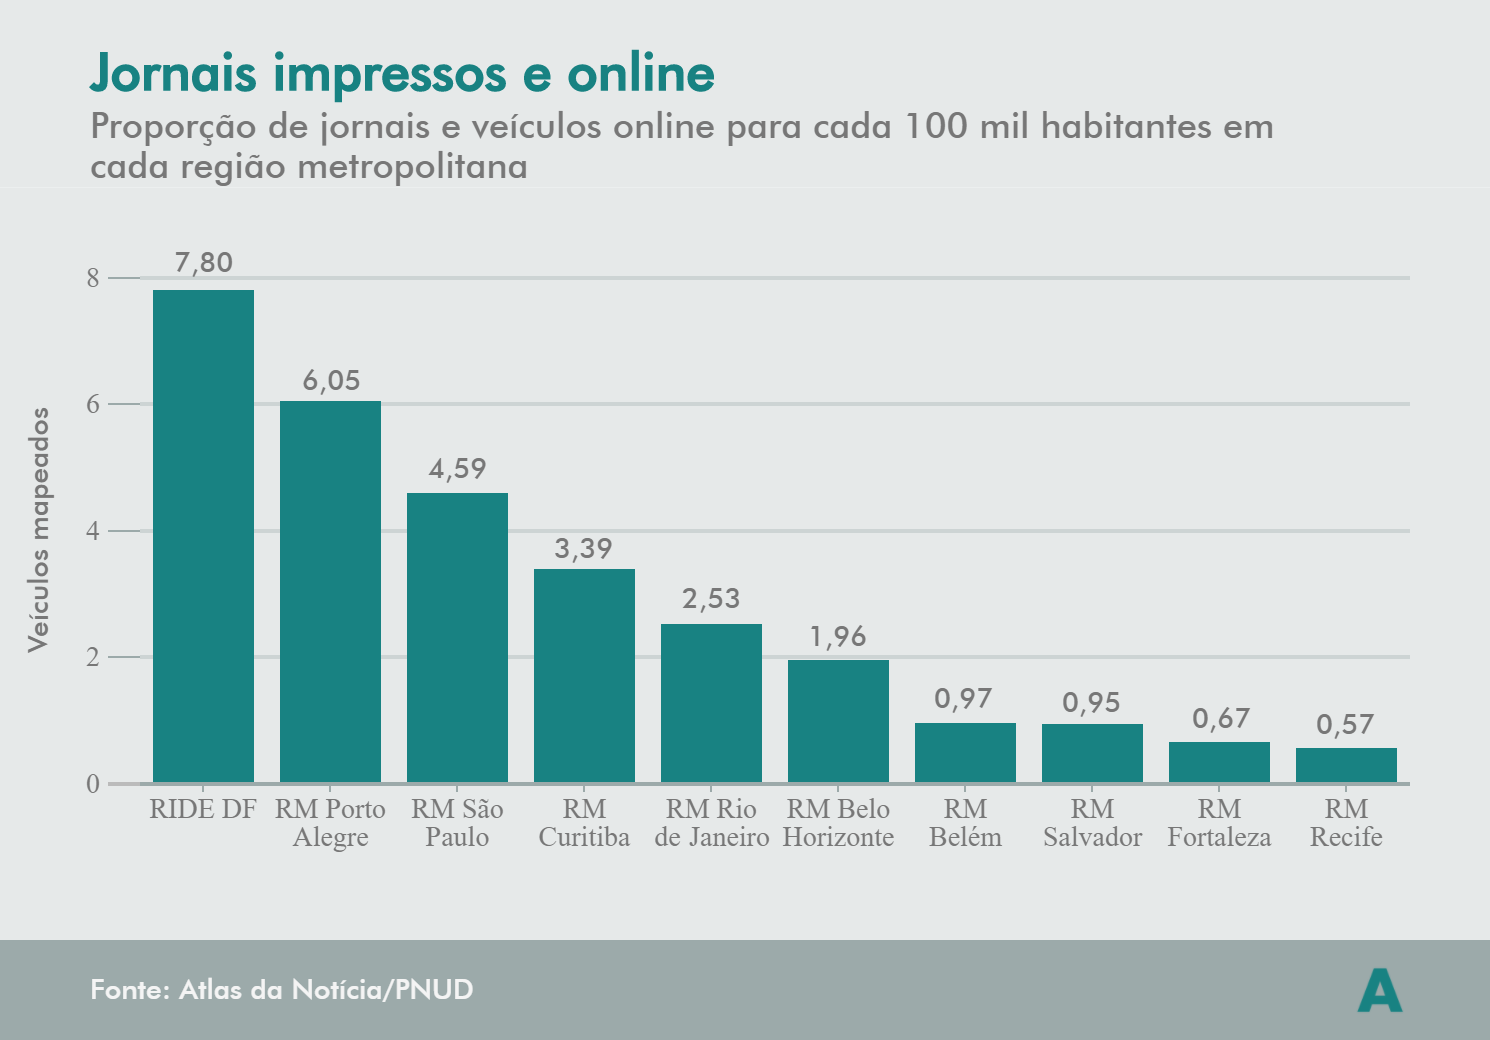 Jornais impressos e online
Proporção de jornais e veículos online para cada 100 mil habitantes em
cada região metropolitana
Veículos mapeados
8
6
4
2
0
7,80
6,05
4,59
3,39
2,53
1,96
0,97
0,95
0,67
0,57
RIDE DF
RM Porto
Alegre
RM São
Paulo
RM
Curitiba
RM Rio
de Janeiro
RM Belo
Horizonte
RM
Belém
RM
Salvador
RM
Fortaleza
RM
Recife
Fonte: Atlas da Notícia/PNUD
A